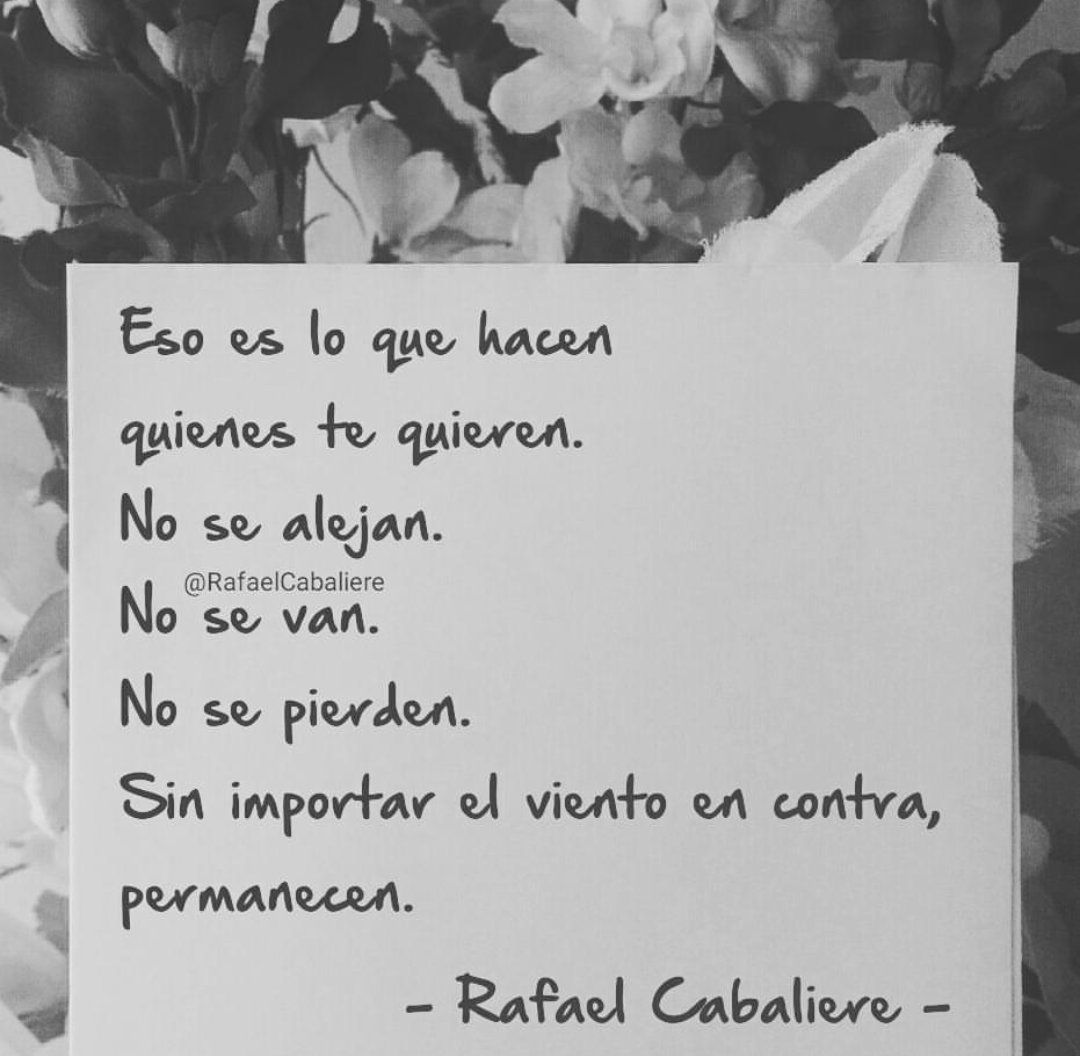 Eso es lo que hacen
quienes te quieren.
No se alejan.
@RafaelCabaliere
No se van.
No se pierden.
Sin importar el viento en contra,
permanecen.
- Rafael Cabaliere -